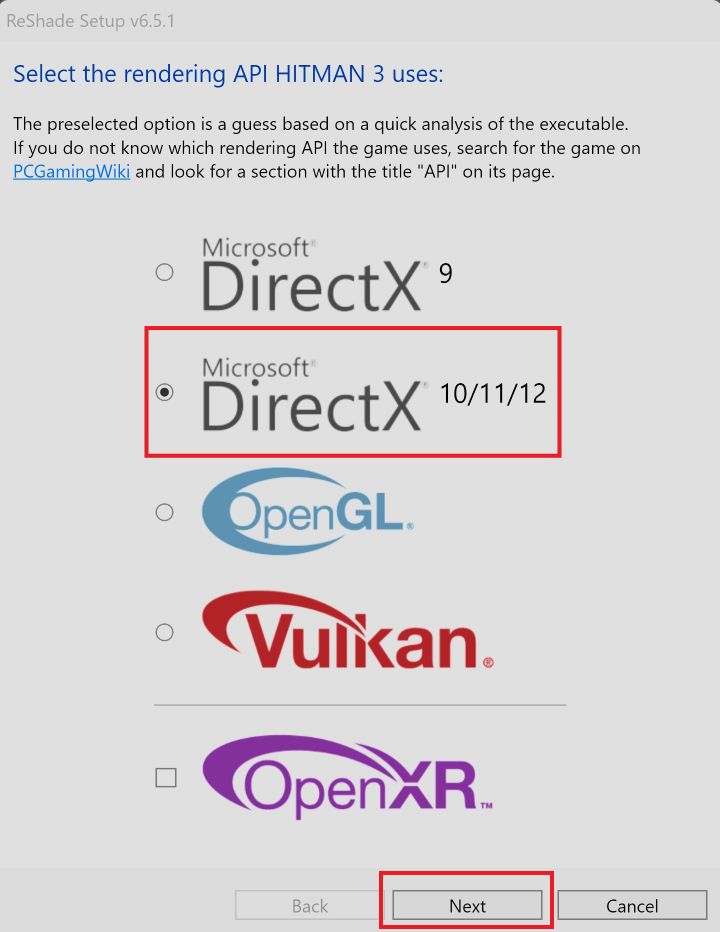 ReShade Setup v6.5.1
Select the rendering API HITMAN 3 uses:
The preselected option is a guess based on a quick analysis of the executable.
If you do not know which rendering API the game uses, search for the game on
PCGamingWiki and look for a section with the title "API" on its page.
Microsoft®
DirectX® 9
Microsoft®
DirectX® 10/11/12
OpenGL®
Vulkan®
OpenXR™
Back Next Cancel